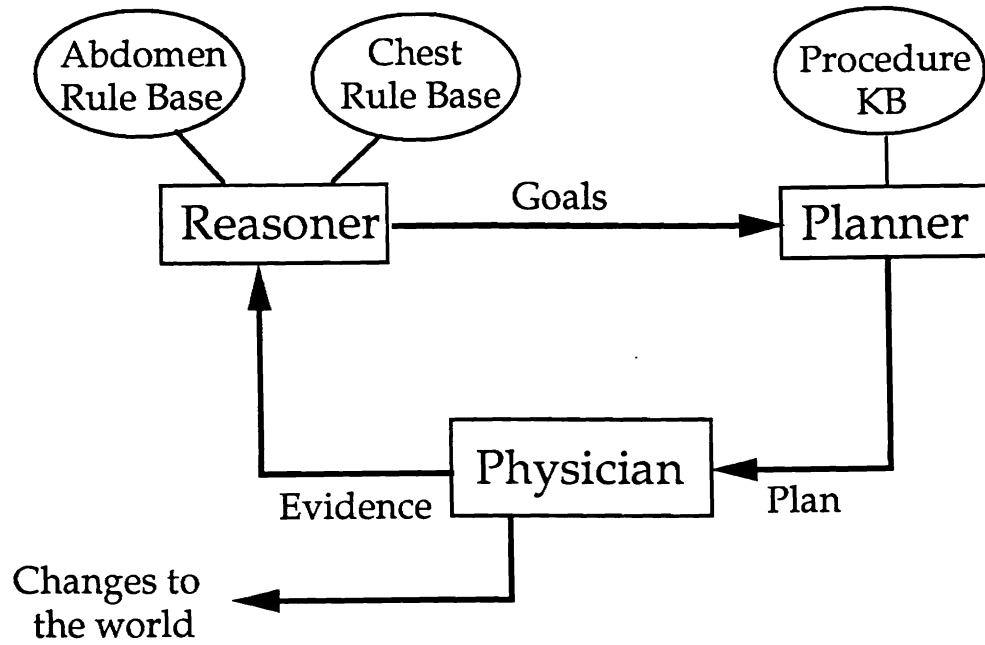 Abdomen
Rule Base
Chest
Rule Base
Procedure
KB
Reasoner
Goals
Planner
Physician
Evidence
Plan
Changes to
the world